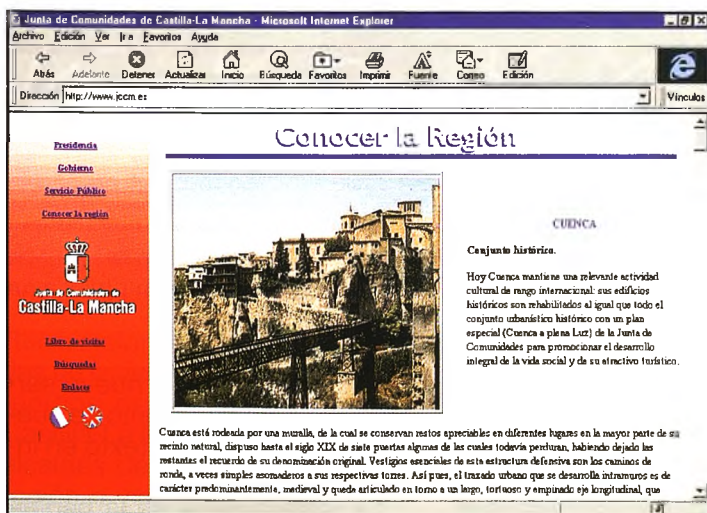 Junta de Comunidades de Castilla-La Mancha - Microsoft Internet Explorer
Archivo Edición Ver Ir a Favoritos Ayuda
Atrás Adelante Detener Actualizar Inicio Búsqueda Favoritos Imprimir Fuente Correo Edición
Dirección http://www.jccm.es Vínculos
Conocer la Región
Presidencia
Gobierno
Servicio Público
Conocer la región
Junta de Comunidades de
Castilla-La Mancha
Libro de visitas
Búsquedas
Enlaces
CUENCA
Conjunto histórico.
Hoy Cuenca mantiene una relevante actividad
cultural de rango internacional: sus edificios
históricos son rehabilitados al igual que todo el
conjunto urbanístico histórico con un plan
especial (Cuenca a plena Luz) de la Junta de
Comunidades para promocionar el desarrollo
integral de la vida social y de su atractivo turístico.
Cuenca está rodeada por una muralla, de la cual se conservan restos apreciables en diferentes lugares en la mayor parte de su
recinto natural, dispuso hasta el siglo XIX de siete puertas algunas de las cuales todavía perduran, habiendo dejado las
restantes el recuerdo de su denominación original. Vestigios esenciales de esta estructura defensiva son los caminos de
ronda, a veces simples asomaderos a sus respectivas torres. Así pues, el trazado urbano que se desarrolla intramuros es de
carácter predominantemente, medieval y queda articulado en torno a un largo, tortuoso y empinado eje longitudinal, que